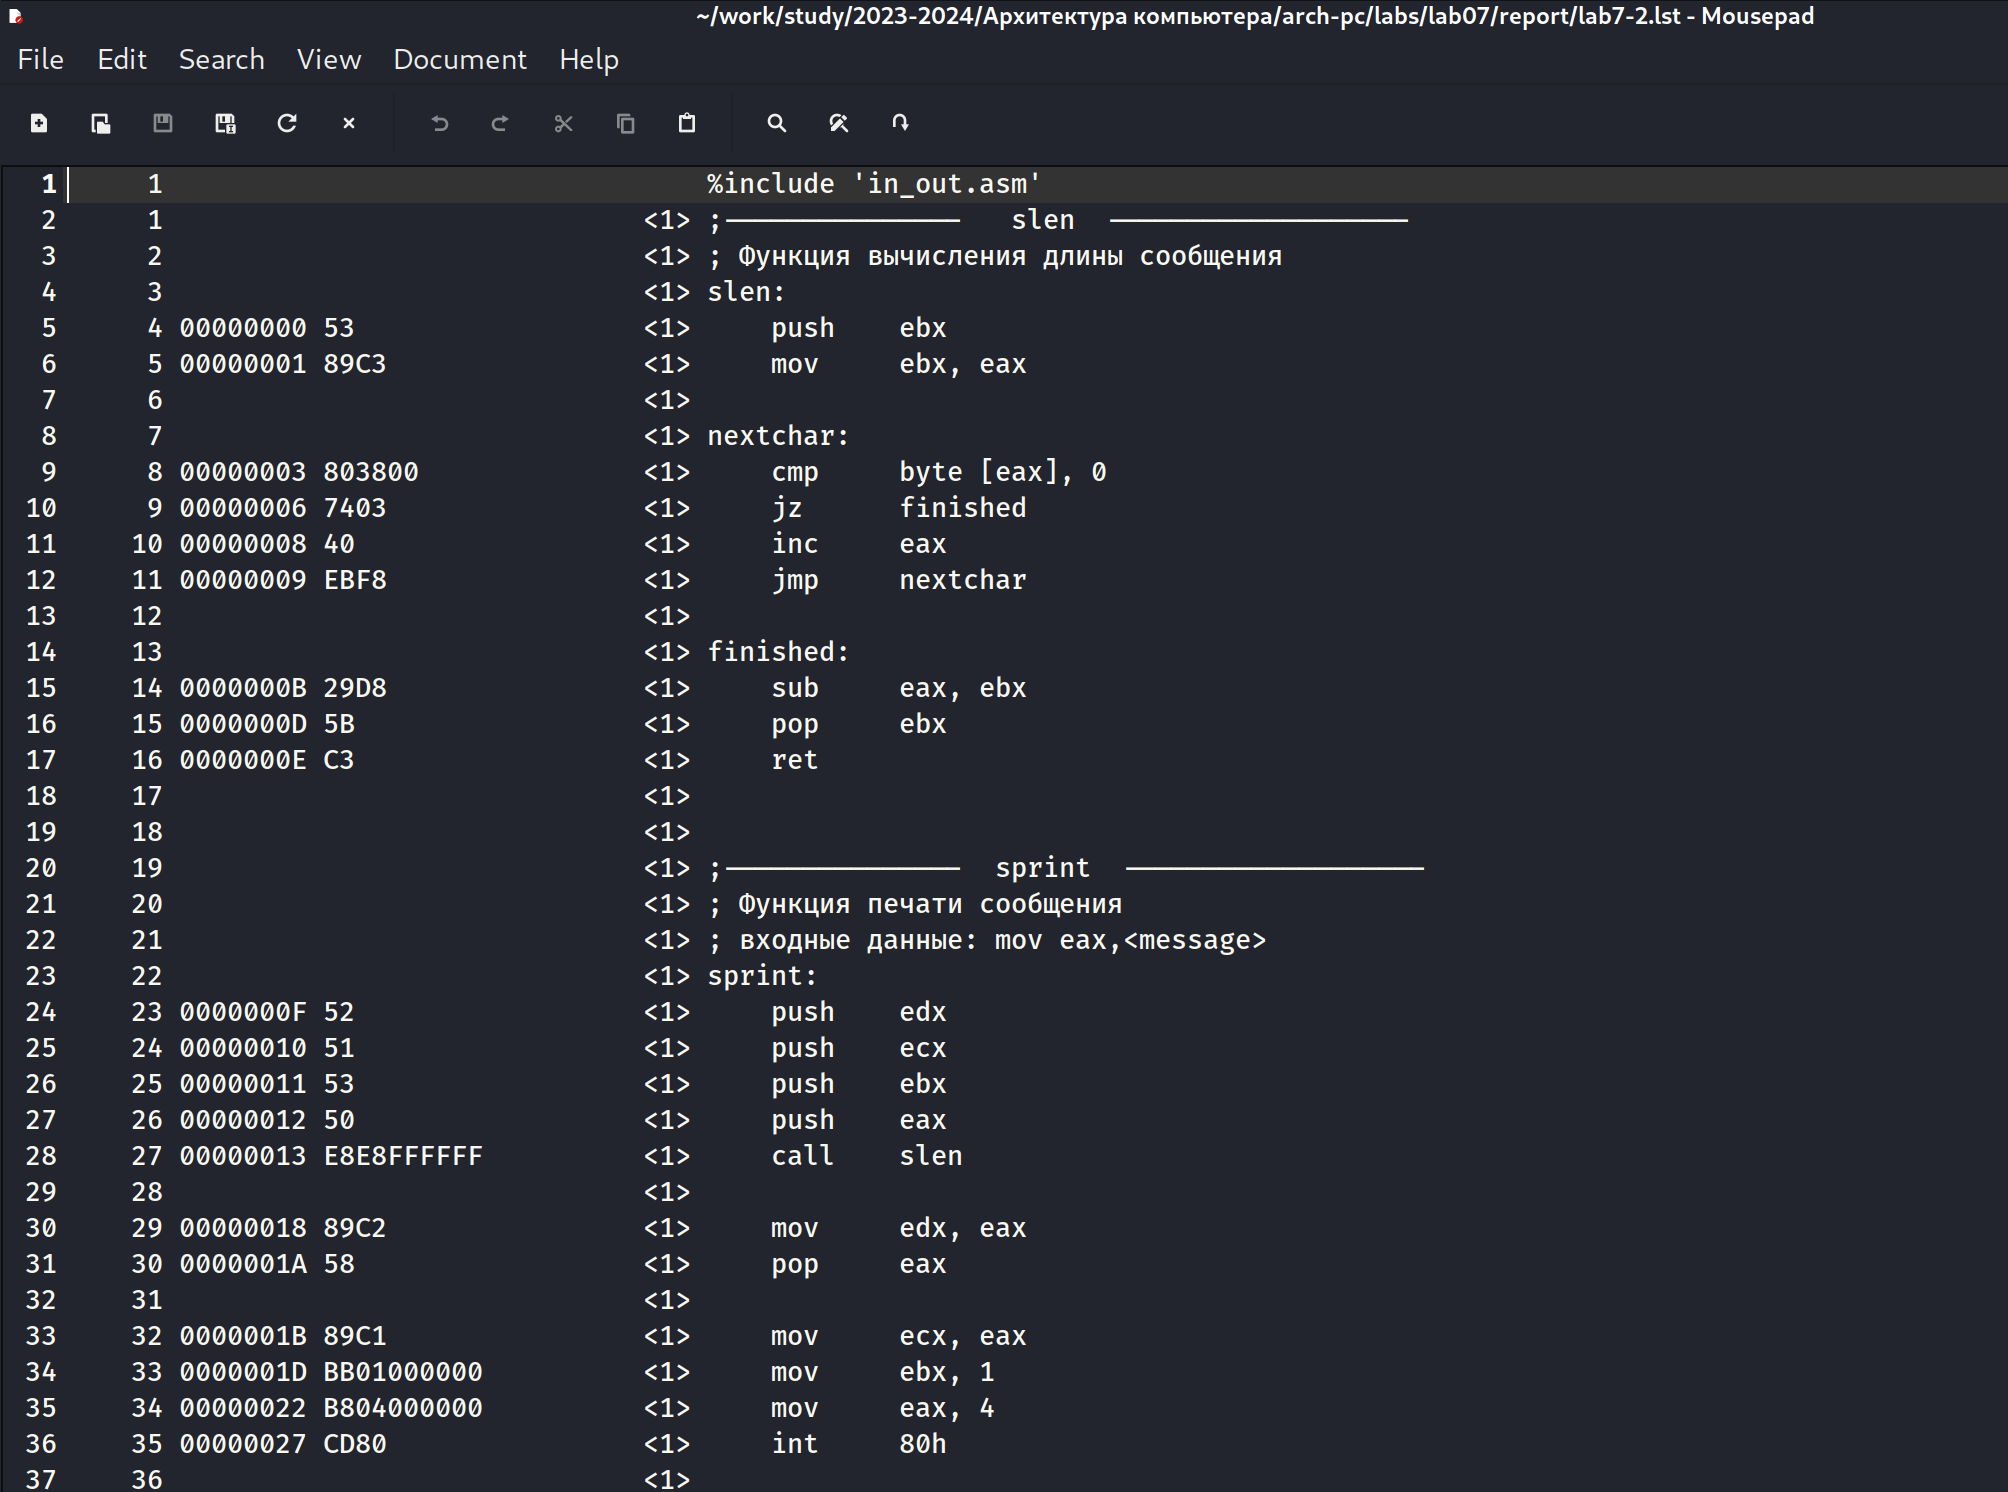 ~/work/study/2023-2024/Архитектура компьютера/arch-pc/labs/lab07/report/lab7-2.lst - Mousepad
File Edit Search View Document Help
1 1 %include 'in_out.asm'
2 1 <1> ;--------------- slen -------------------
3 2 <1> ; Функция вычисления длины сообщения
4 3 <1> slen:
5 4 00000000 53 <1> push ebx
6 5 00000001 89C3 <1> mov ebx, eax
7 6 <1>
8 7 <1> nextchar:
9 8 00000003 803800 <1> cmp byte [eax], 0
10 9 00000006 7403 <1> jz finished
11 10 00000008 40 <1> inc eax
12 11 00000009 EBF8 <1> jmp nextchar
13 12 <1>
14 13 <1> finished:
15 14 0000000B 29D8 <1> sub eax, ebx
16 15 0000000D 5B <1> pop ebx
17 16 0000000E C3 <1> ret
18 17 <1>
19 18 <1>
20 19 <1> ;--------------- sprint -------------------
21 20 <1> ; Функция печати сообщения
22 21 <1> ; входные данные: mov eax,<message>
23 22 <1> sprint:
24 23 0000000F 52 <1> push edx
25 24 00000010 51 <1> push ecx
26 25 00000011 53 <1> push ebx
27 26 00000012 50 <1> push eax
28 27 00000013 E8E8FFFFFF <1> call slen
29 28 <1>
30 29 00000018 89C2 <1> mov edx, eax
31 30 0000001A 58 <1> pop eax
32 31 <1>
33 32 0000001B 89C1 <1> mov ecx, eax
34 33 0000001D BB01000000 <1> mov ebx, 1
35 34 00000022 B804000000 <1> mov eax, 4
36 35 00000027 CD80 <1> int 80h
37 36 <1>